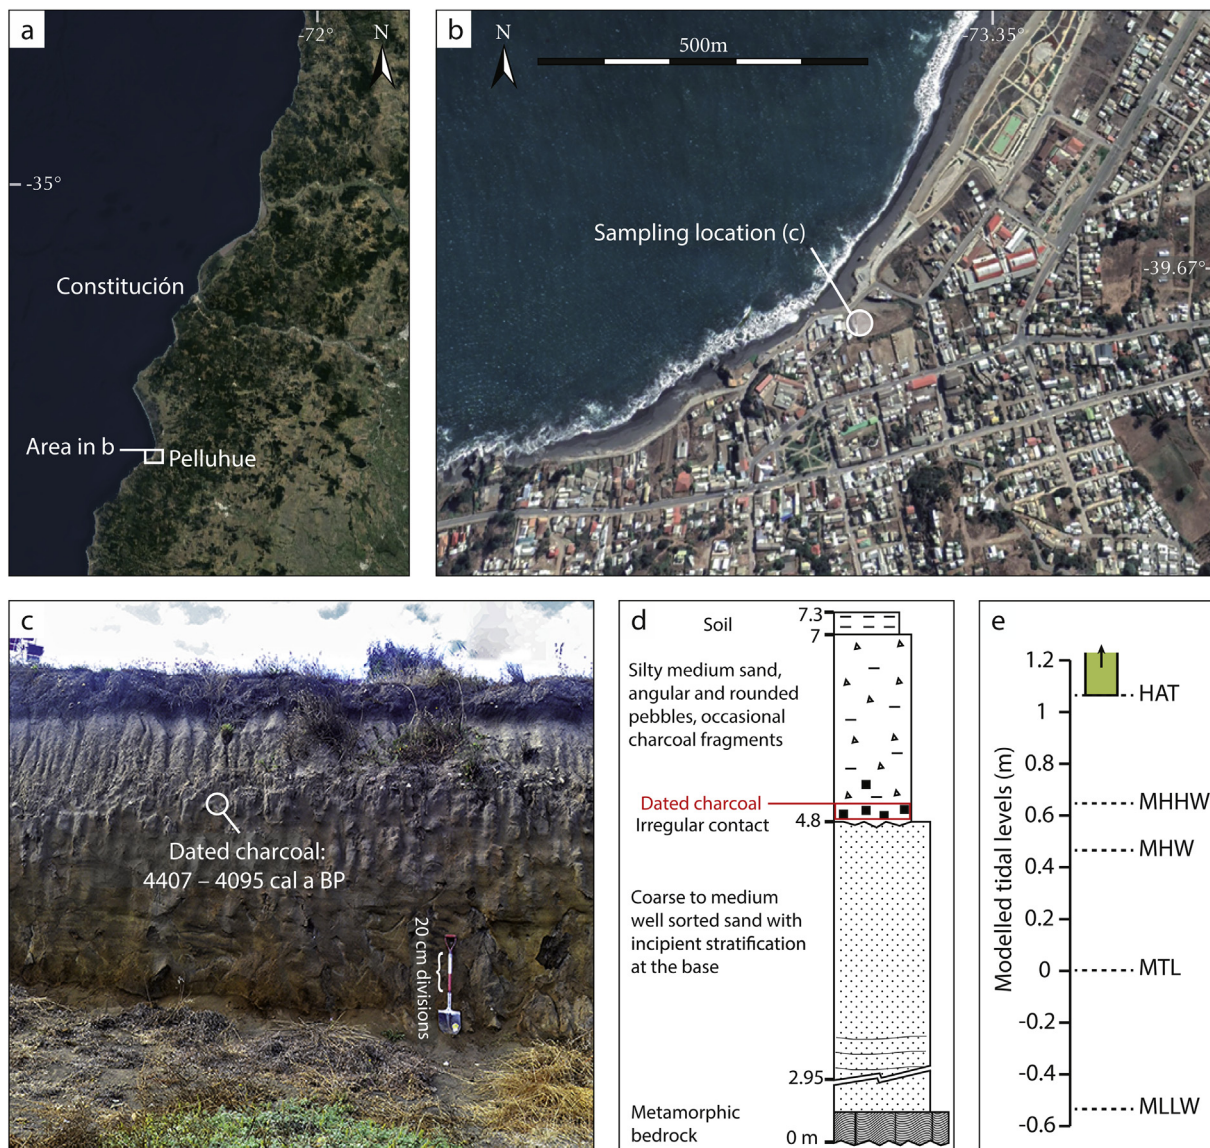 a
-72°
N
-35°
Constitución
Area in b
Pelluhue
b
N
500m
-73.35°
Sampling location (c)
-39.67°
c
Dated charcoal:
4407 – 4095 cal a BP
20 cm divisions
d
7.3
Soil
7
Silty medium sand,
angular and rounded
pebbles, occasional
charcoal fragments
Dated charcoal
Irregular contact
4.8
Coarse to medium
well sorted sand with
incipient stratification
at the base
2.95
Metamorphic
bedrock
0 m
e
Modelled tidal levels (m)
1.2
HAT
1
0.8
MHHW
0.6
MHW
0.4
0.2
0
MTL
-0.2
-0.4
MLLW
-0.6